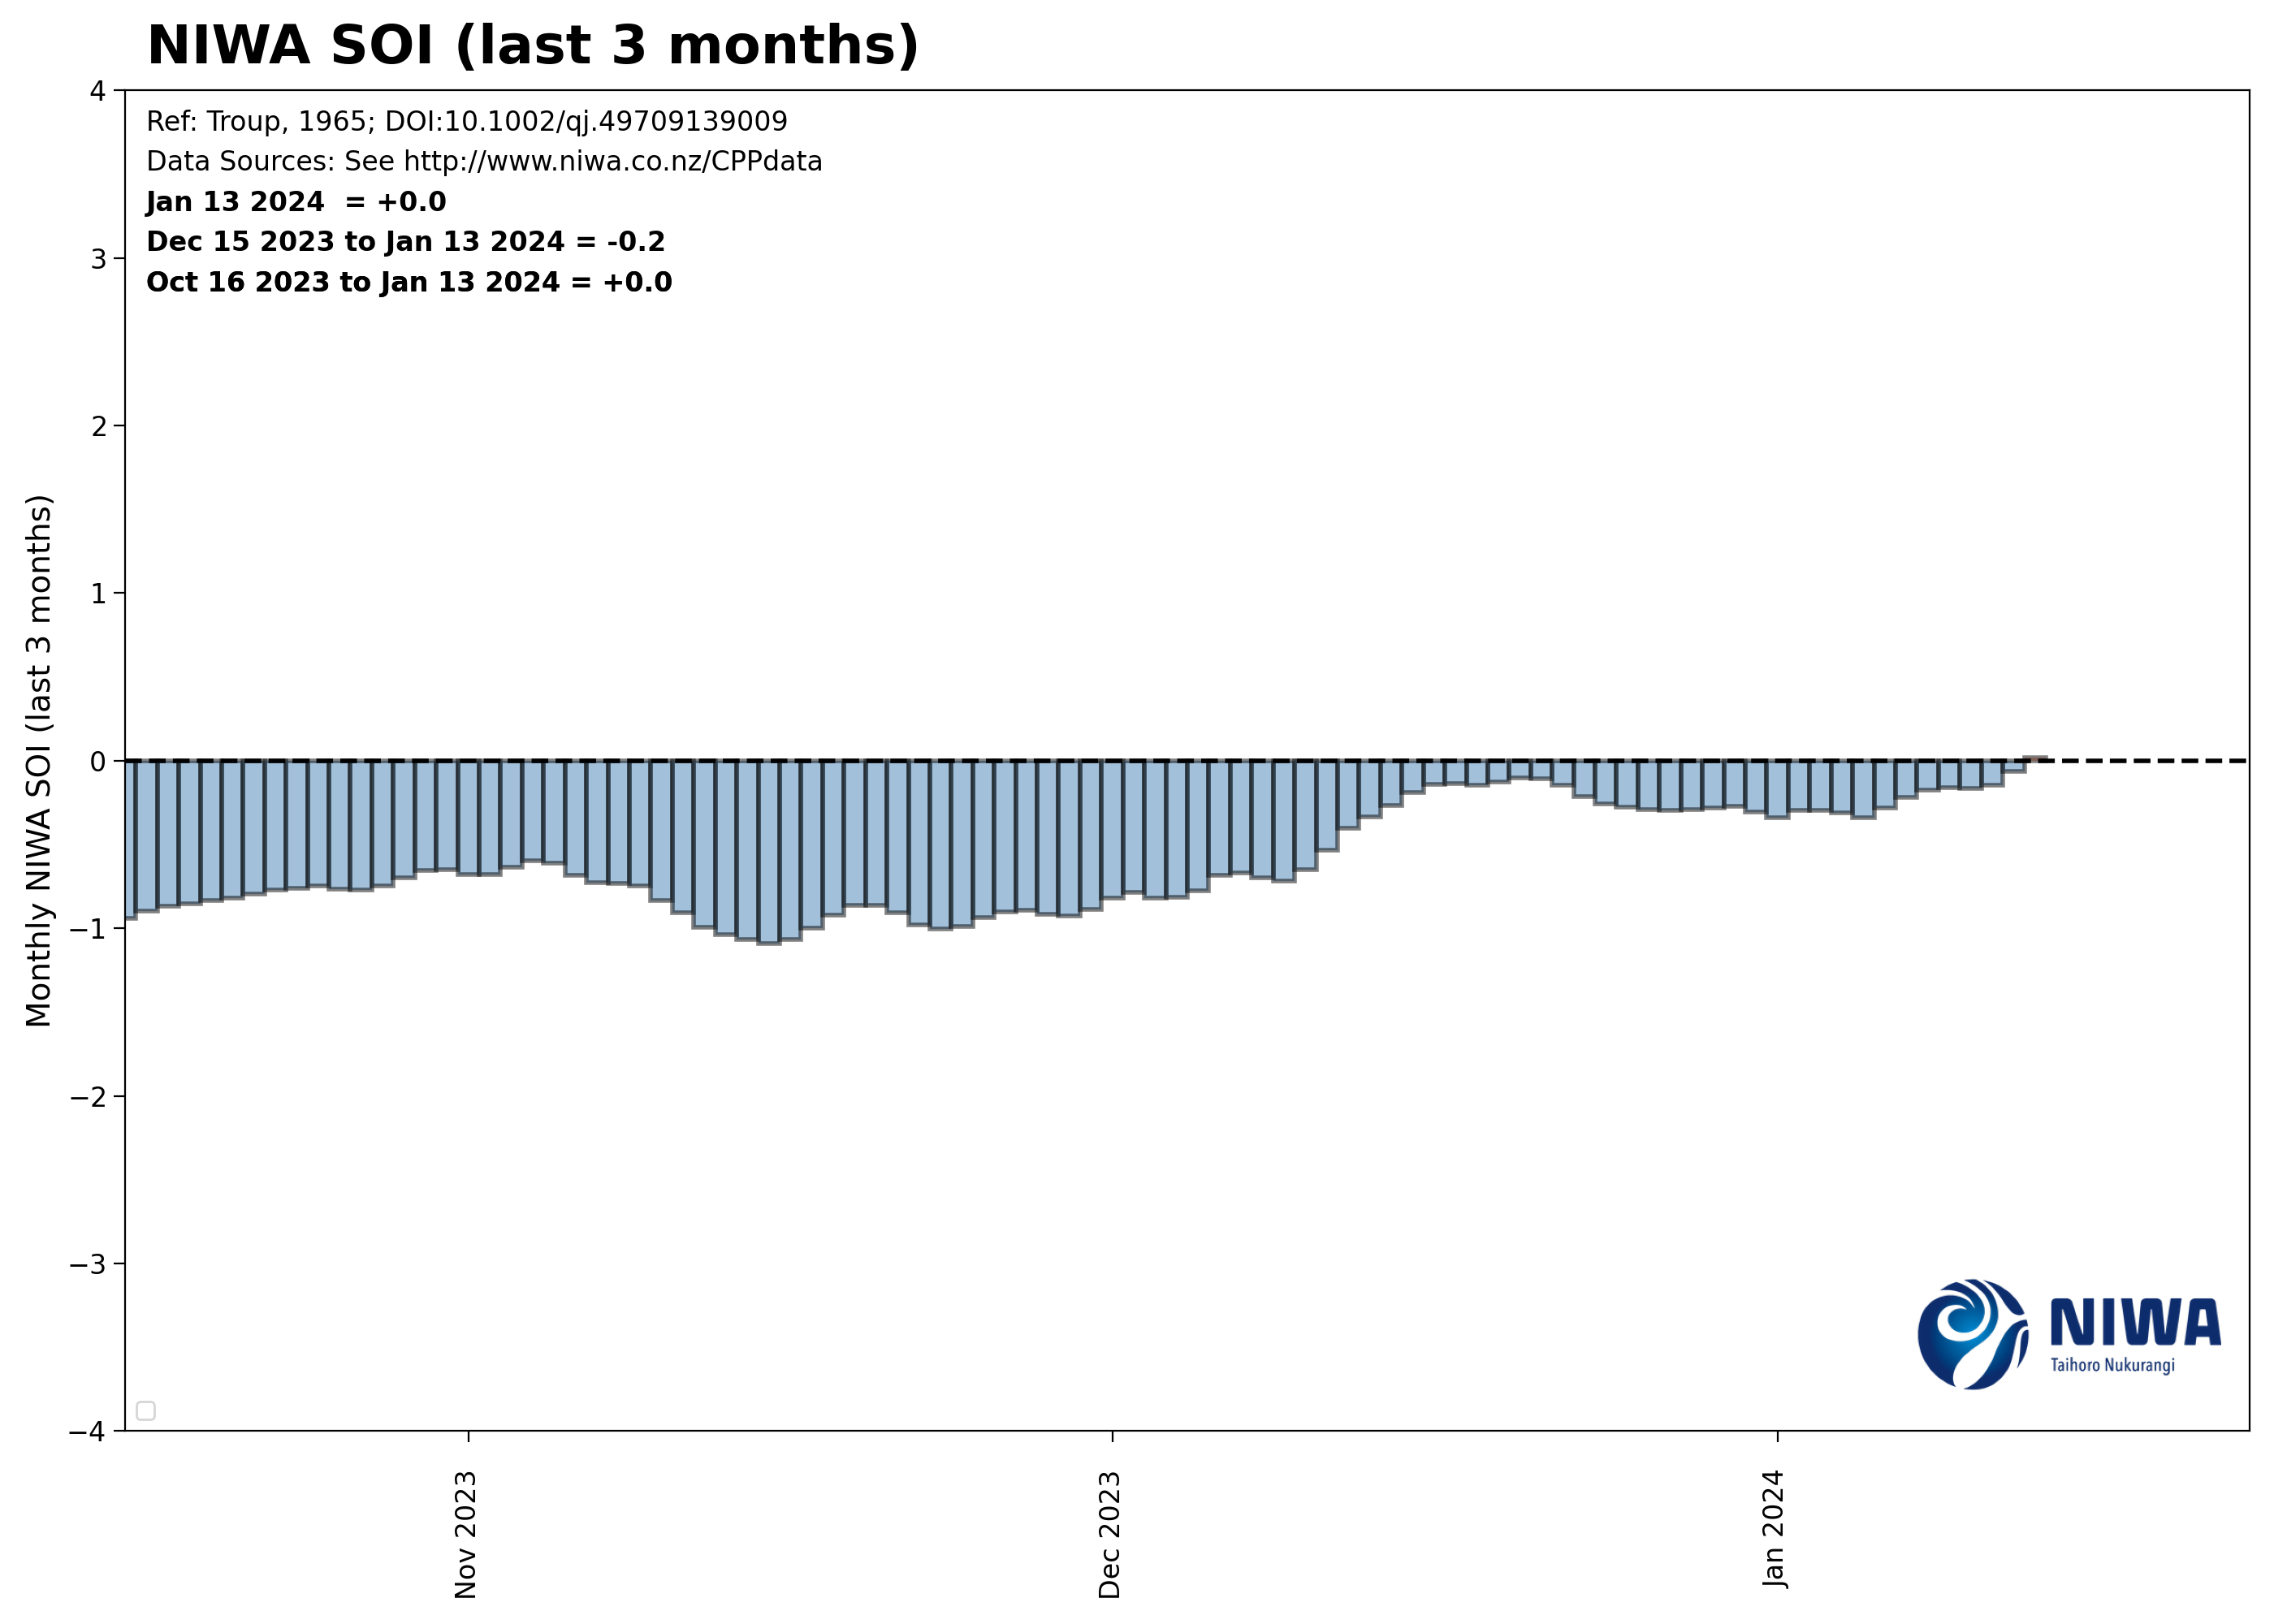 NIWA SOI (last 3 months)
Ref: Troup, 1965; DOI:10.1002/qj.49709139009
Data Sources: See http://www.niwa.co.nz/CPPdata
Jan 13 2024  = +0.0
Dec 15 2023 to Jan 13 2024 = -0.2
Oct 16 2023 to Jan 13 2024 = +0.0
Monthly NIWA SOI (last 3 months)
4
3
2
1
0
−1
−2
−3
−4
Nov 2023
Dec 2023
Jan 2024
NIWA
Taihoro Nukurangi